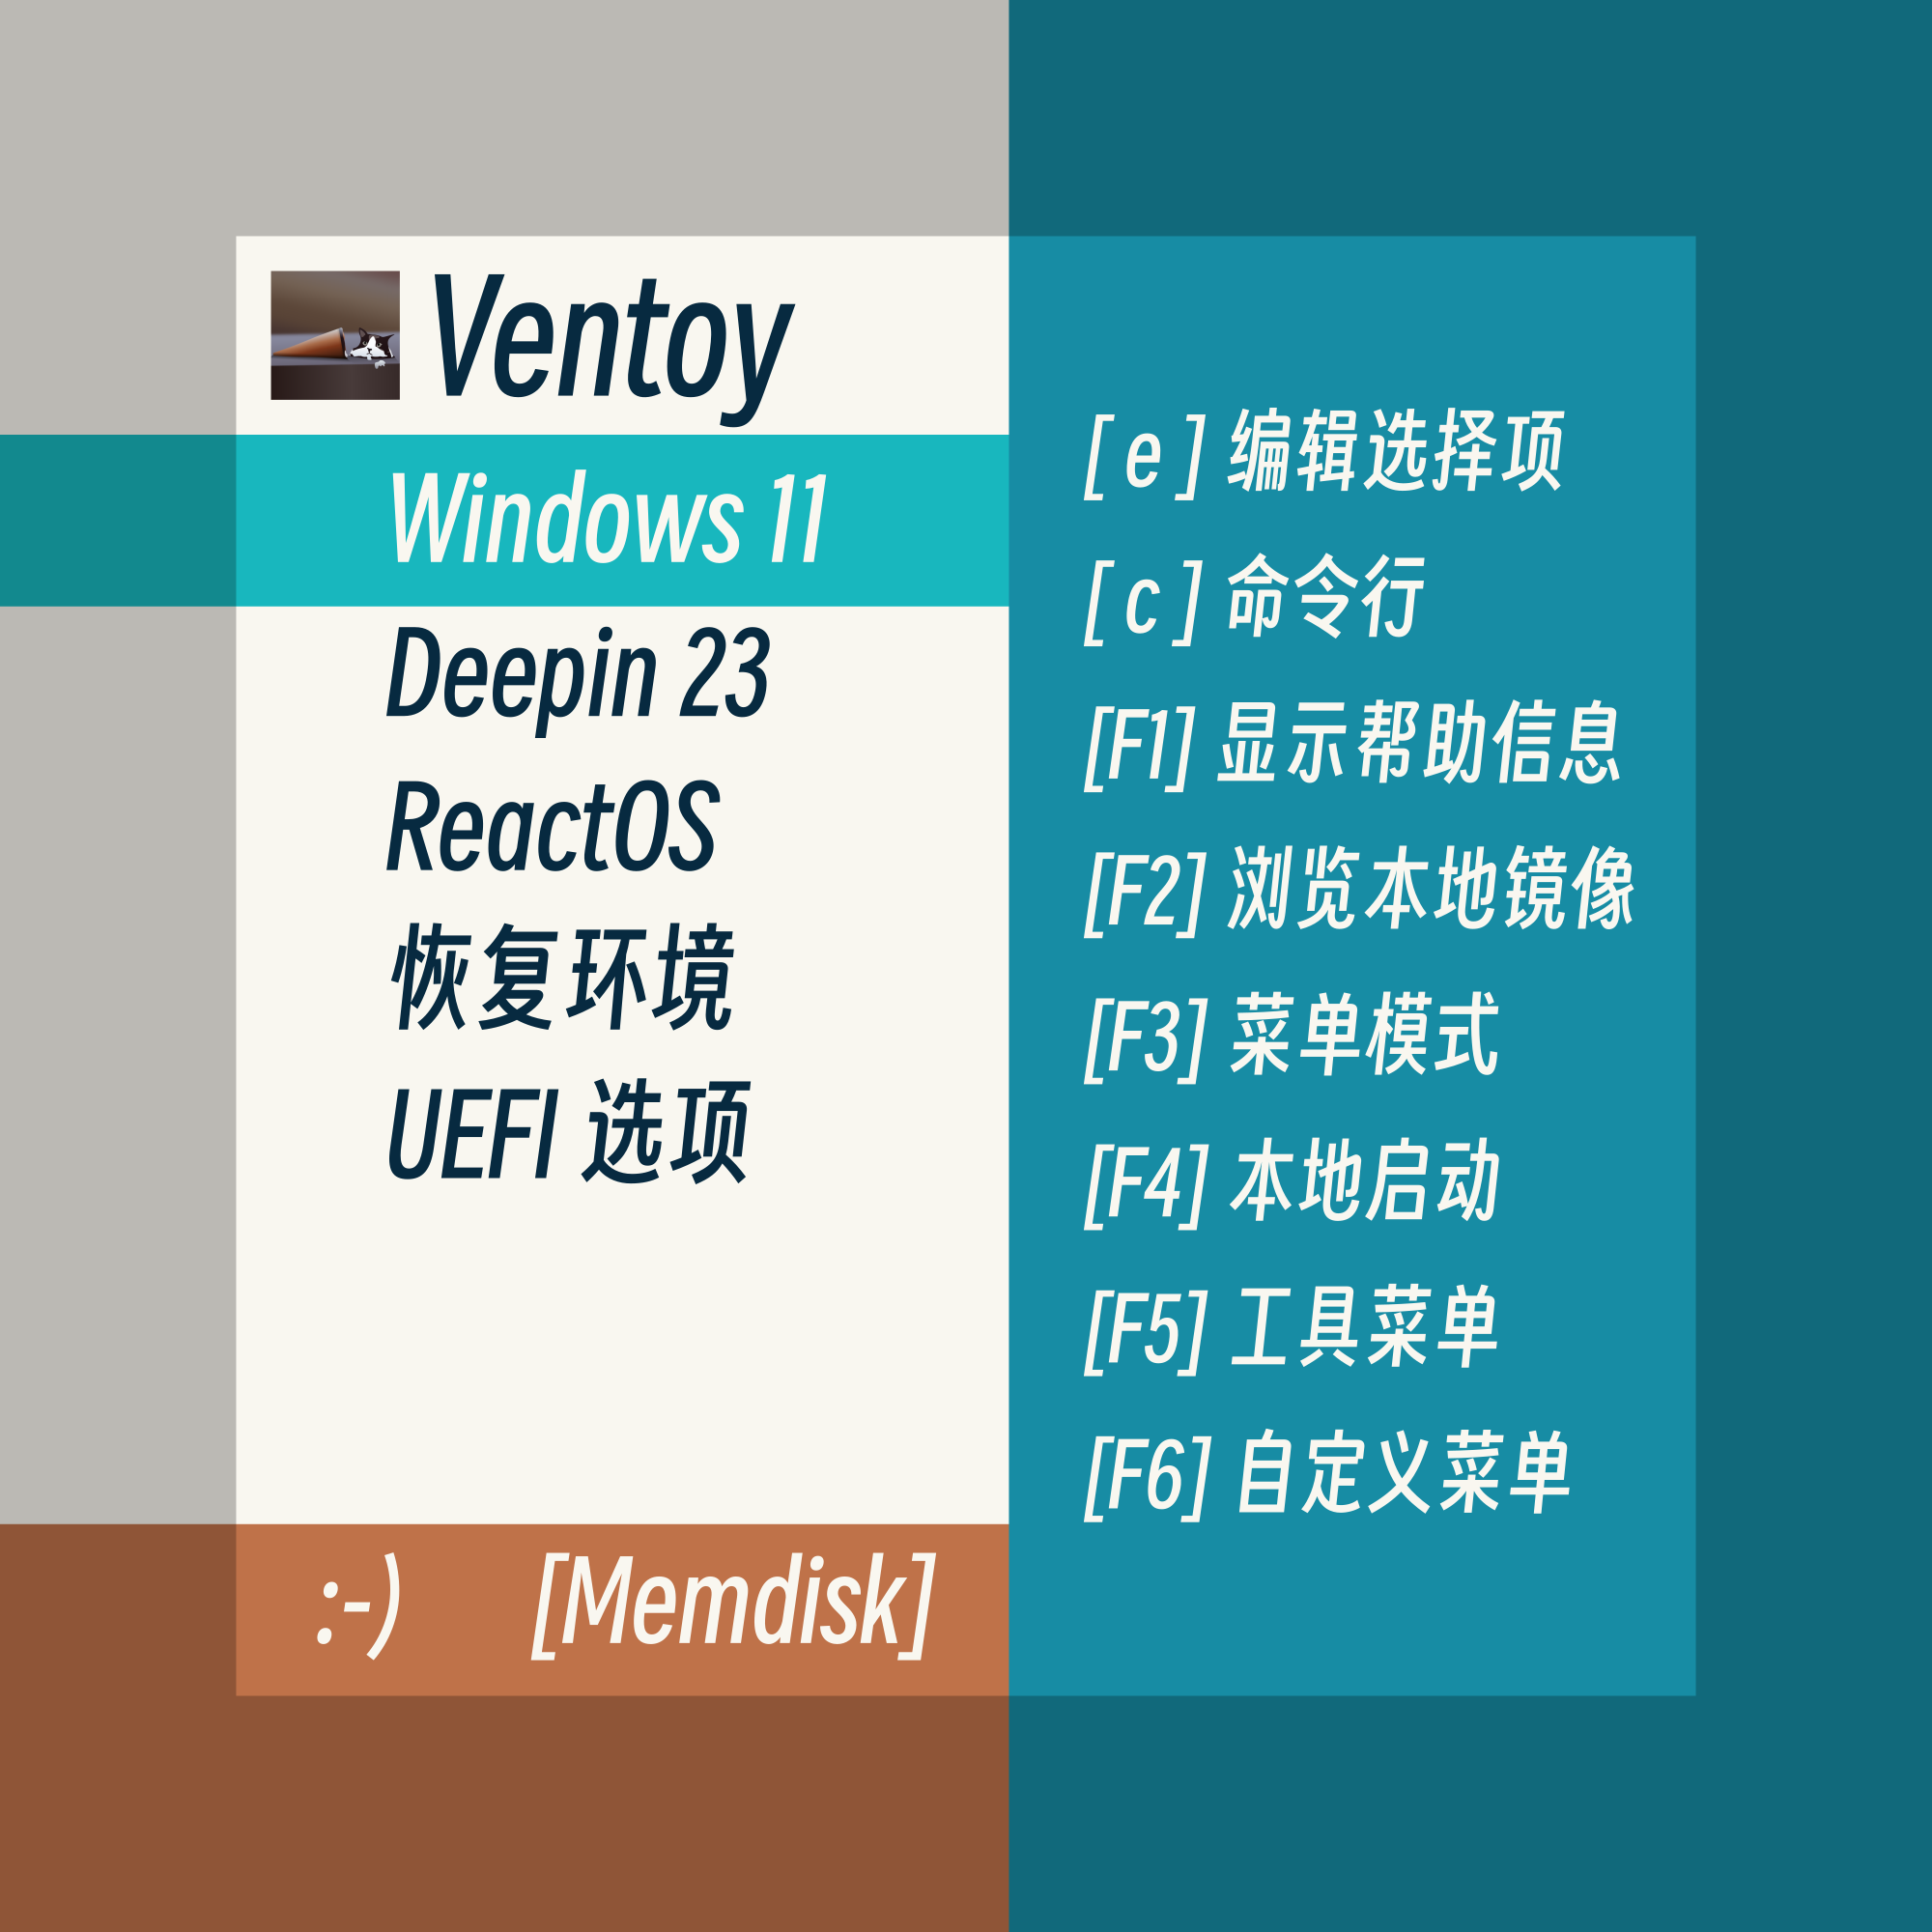 Ventoy
Windows 11
Deepin 23
ReactOS
恢复环境
UEFI 选项
:-) [Memdisk]
[ e ] 编辑选择项
[ c ] 命令行
[F1] 显示帮助信息
[F2] 浏览本地镜像
[F3] 菜单模式
[F4] 本地启动
[F5] 工具菜单
[F6] 自定义菜单